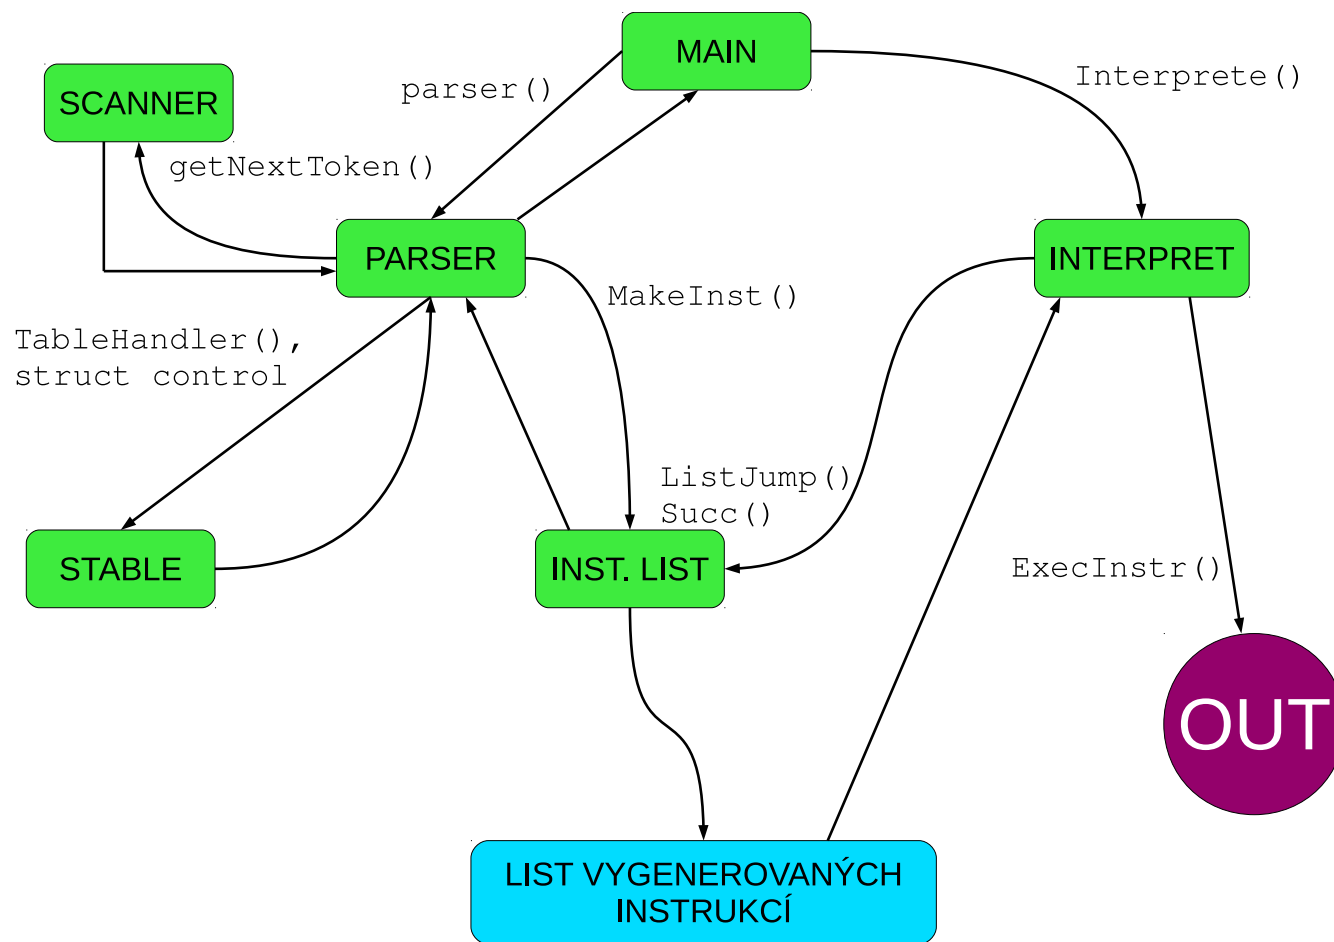 MAIN
Interprete()
parser()
SCANNER
getNextToken()
PARSER
INTERPRET
MakeInst()
TableHandler(),
struct control
ListJump()
Succ()
STABLE
INST. LIST
ExecInstr()
OUT
LIST VYGENEROVANÝCH
INSTRUKCÍ